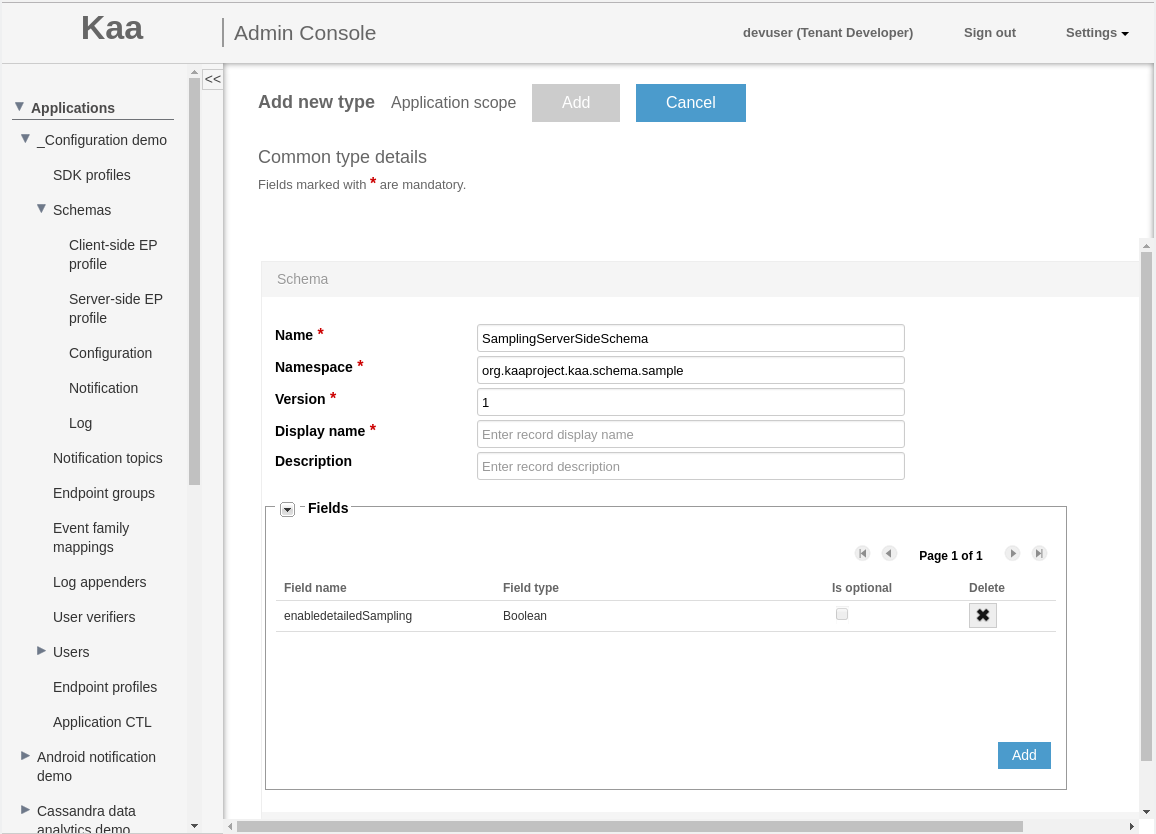 Kaa
Admin Console
devuser (Tenant Developer)
Sign out
Settings
<<
Applications
_Configuration demo
SDK profiles
Schemas
Client-side EP
profile
Server-side EP
profile
Configuration
Notification
Log
Notification topics
Endpoint groups
Event family
mappings
Log appenders
User verifiers
Users
Endpoint profiles
Application CTL
Android notification
demo
Cassandra data
analytics demo
Add new type Application scope Add Cancel
Common type details
Fields marked with * are mandatory.
Schema
Name * SamplingServerSideSchema
Namespace * org.kaaproject.kaa.schema.sample
Version * 1
Display name * Enter record display name
Description Enter record description
Fields
Page 1 of 1
Field name Field type Is optional Delete
enabledetailedSampling Boolean
Add